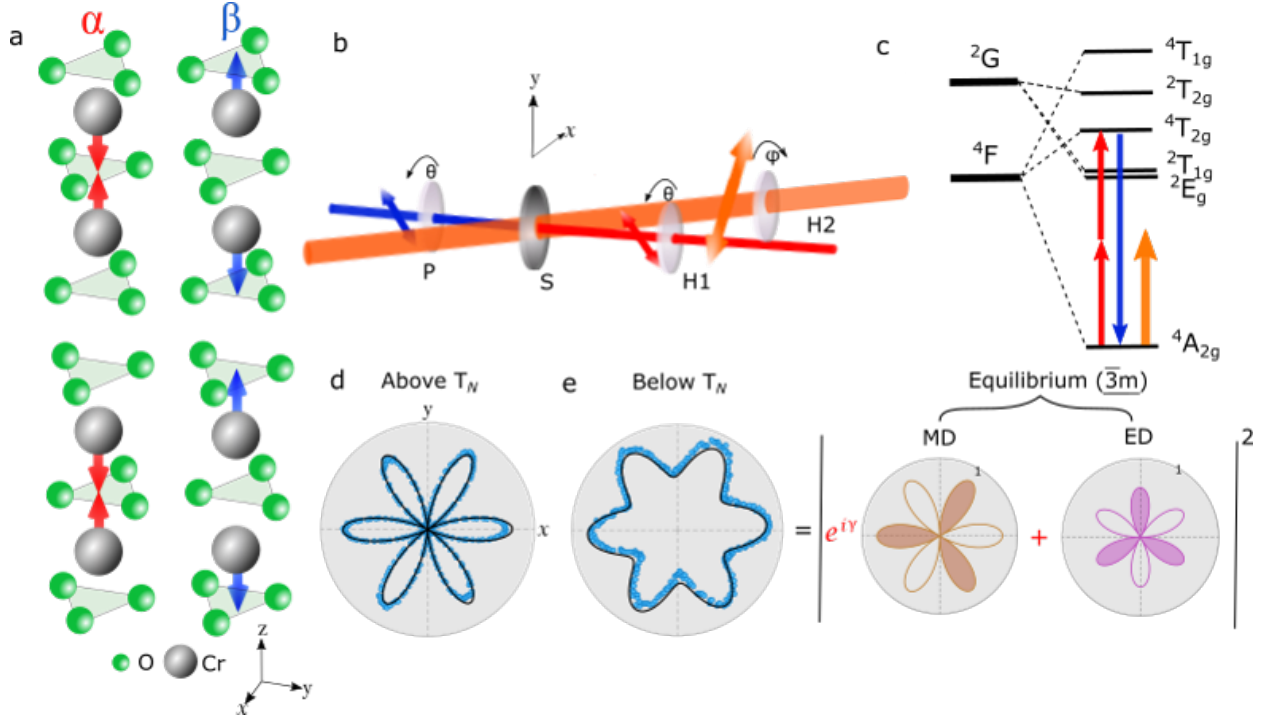 a
α
β
O
Cr
z
y
x
b
y
x
θ
P
S
θ
H1
φ
H2
c
²G
⁴F
⁴T₁g
²T₂g
⁴T₂g
²T₁g
²Eg
⁴A₂g
d
Above T_N
y
x
e
Below T_N
=
Equilibrium (3̅m)
MD
ED
e^{iγ}
1
+
1
2